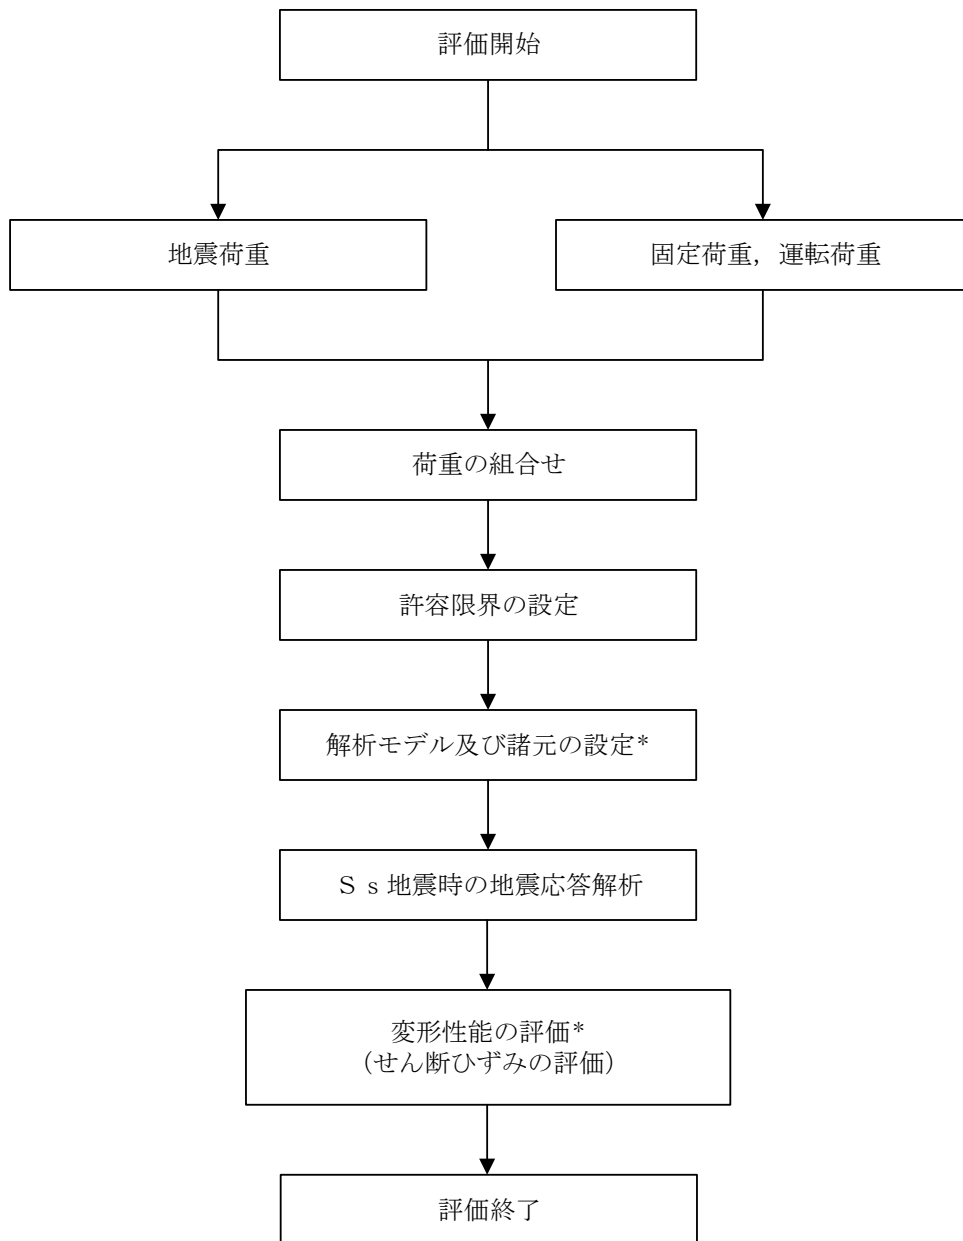 評価開始
地震荷重
固定荷重，運転荷重
荷重の組合せ
許容限界の設定
解析モデル及び諸元の設定*
Ｓｓ地震時の地震応答解析
変形性能の評価*
（せん断ひずみの評価）
評価終了